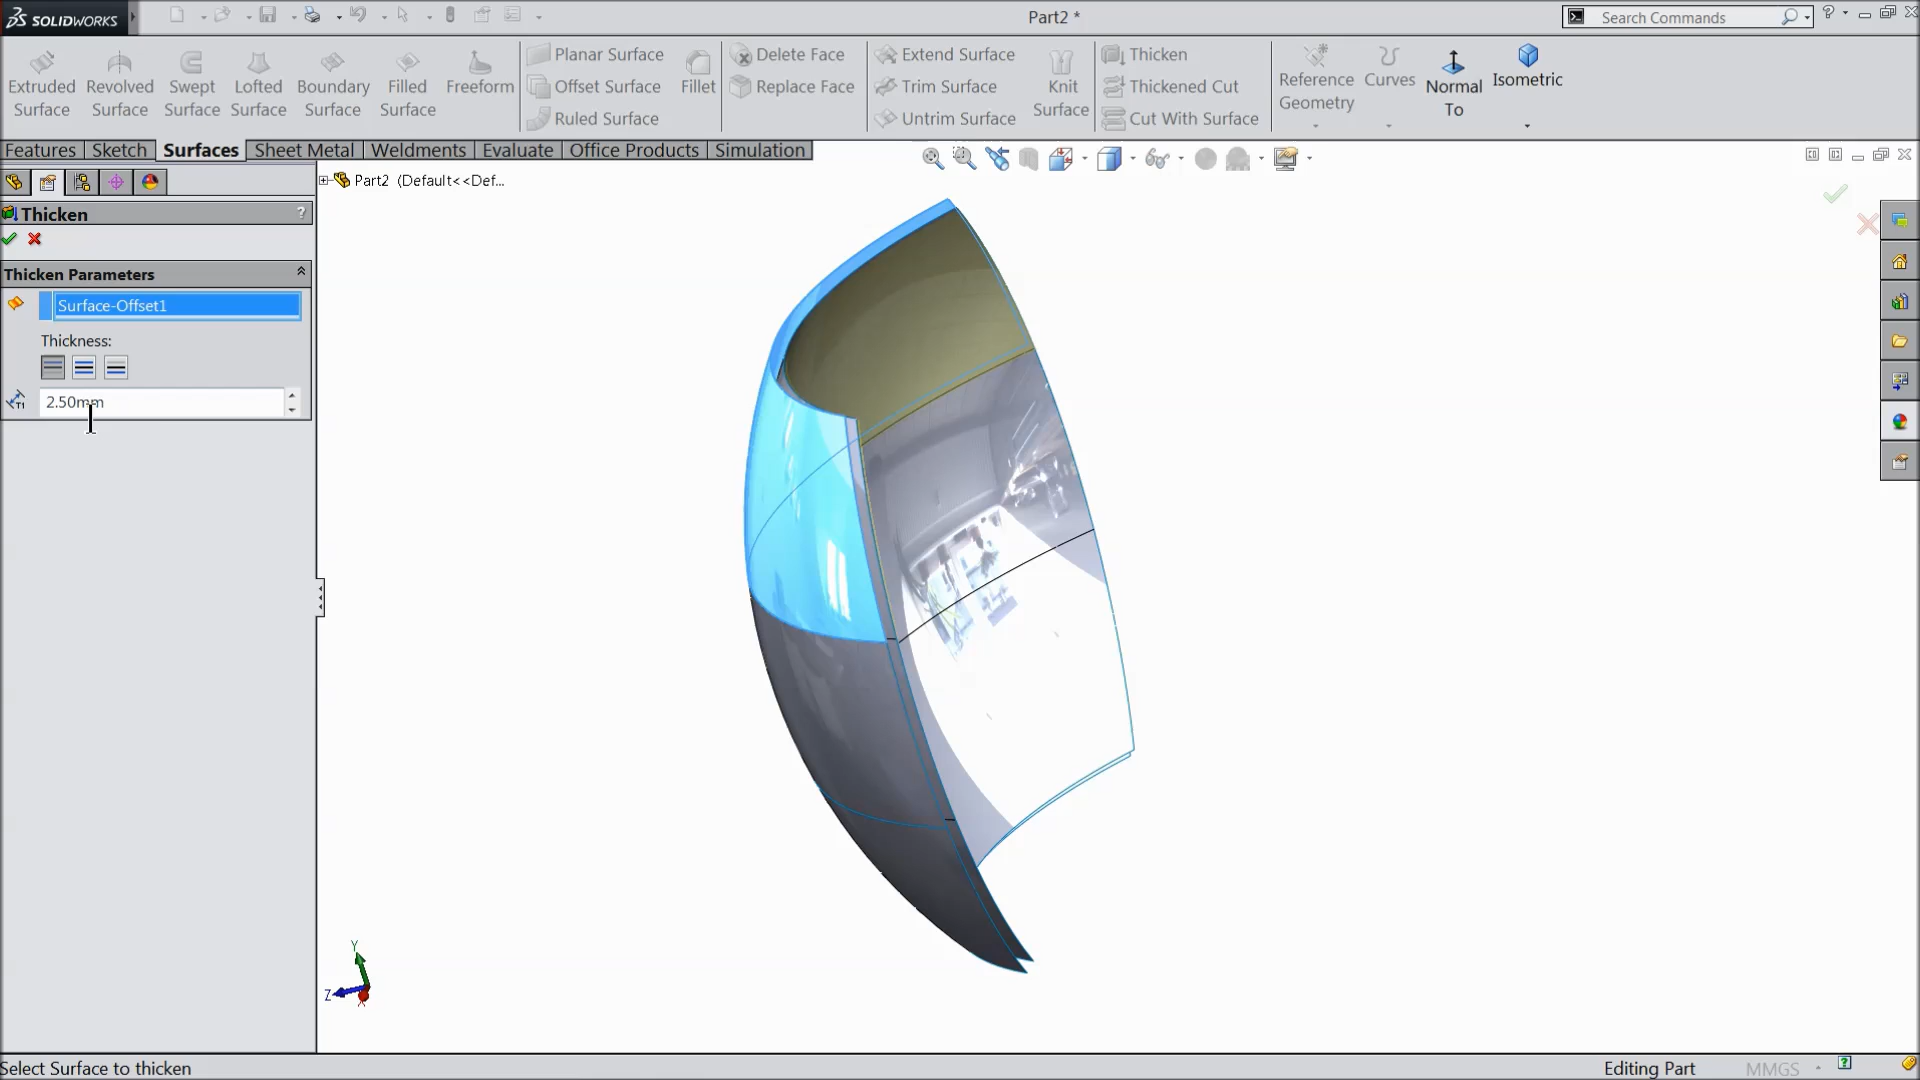 SOLIDWORKS
Part2 *
Search Commands
Extruded Surface
Revolved Surface
Swept Surface
Lofted Surface
Boundary Surface
Filled Surface
Freeform
Planar Surface
Offset Surface
Ruled Surface
Fillet
Delete Face
Replace Face
Extend Surface
Trim Surface
Untrim Surface
Knit Surface
Thicken
Thickened Cut
Cut With Surface
Reference Geometry
Curves
Normal To
Isometric
Features
Sketch
Surfaces
Sheet Metal
Weldments
Evaluate
Office Products
Simulation
Part2 (Default<<Def...
Thicken
?
Thicken Parameters
Surface-Offset1
Thickness:
T1
2.50mm
Y
Z
X
Select Surface to thicken
Editing Part
MMGS